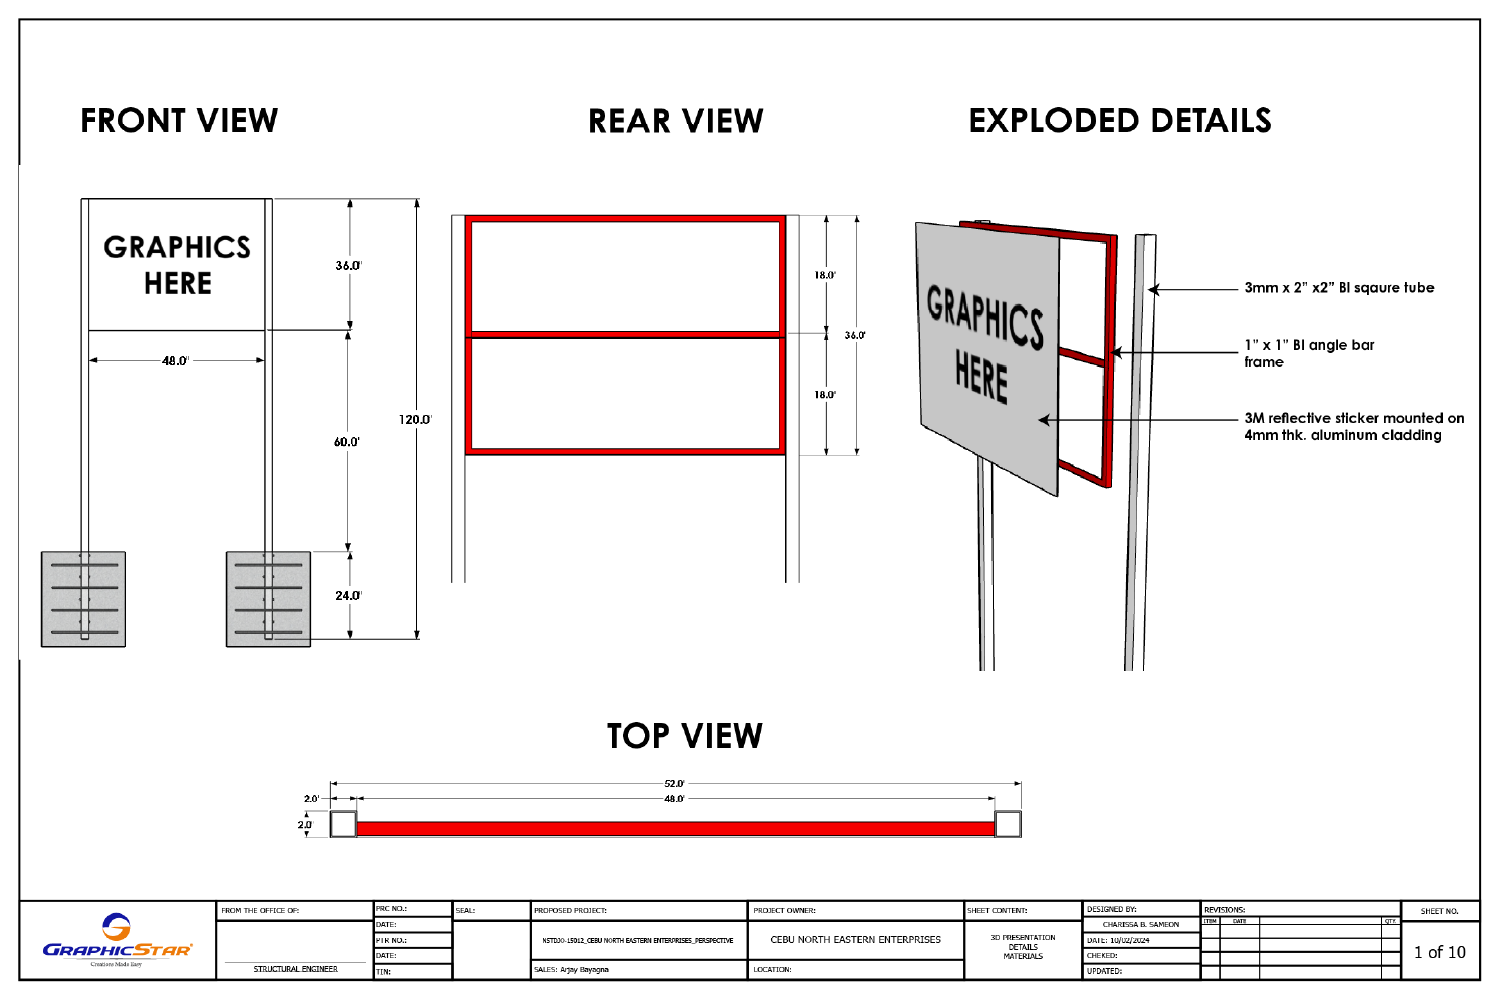 FRONT VIEW
REAR VIEW
EXPLODED DETAILS
GRAPHICS
HERE
36.0"
48.0"
60.0"
120.0"
24.0"
18.0"
36.0"
18.0"
GRAPHICS
HERE
3mm x 2” x2” BI sqaure tube
1” x 1” BI angle bar
frame
3M reflective sticker mounted on
4mm thk. aluminum cladding
TOP VIEW
52.0"
2.0"
48.0"
2.0"
GRAPHICSTAR
Creations Made Easy
FROM THE OFFICE OF:
STRUCTURAL ENGINEER
PRC NO.:
DATE:
PTR NO.:
DATE:
TIN:
SEAL:
PROPOSED PROJECT:
NSTDJO-15012_CEBU NORTH EASTERN ENTERPRISES_PERSPECTIVE
SALES: Arjay Bayagna
PROJECT OWNER:
CEBU NORTH EASTERN ENTERPRISES
LOCATION:
SHEET CONTENT:
3D PRESENTATION
DETAILS
MATERIALS
DESIGNED BY:
CHARISSA B. SAMEON
DATE: 10/02/2024
CHEKED:
UPDATED:
REVISIONS:
ITEM DATE QTY.
SHEET NO.
1 of 10